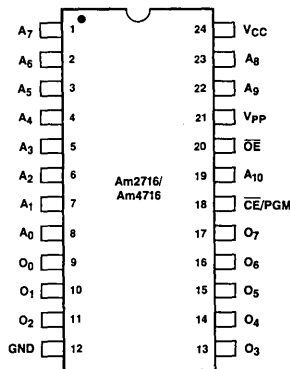 A7 1 24 VCC
A6 2 23 A8
A5 3 22 A9
A4 4 21 VPP
A3 5 20 O̅E̅
A2 6 19 A10
Am2716/
Am4716
A1 7 18 C̅E̅/PGM
A0 8 17 O7
O0 9 16 O6
O1 10 15 O5
O2 11 14 O4
GND 12 13 O3